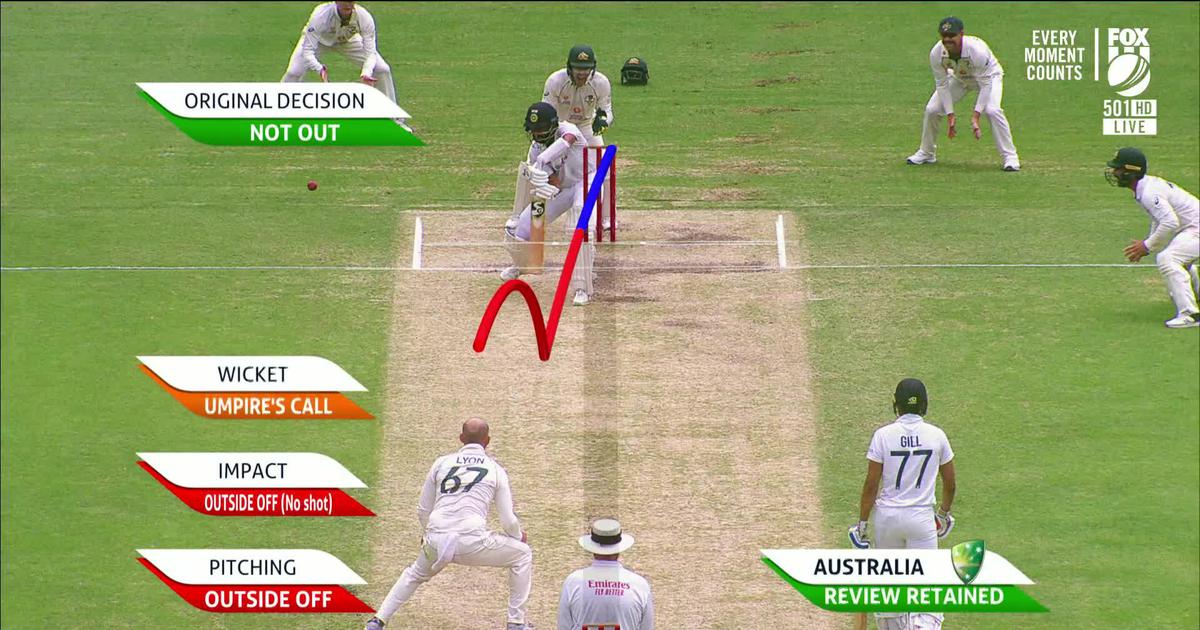 EVERY
MOMENT
COUNTS
FOX
501 HD
LIVE
ORIGINAL DECISION
NOT OUT
WICKET
UMPIRE'S CALL
IMPACT
OUTSIDE OFF (No shot)
PITCHING
OUTSIDE OFF
LYON
67
GILL
77
Emirates
FLY BETTER
AUSTRALIA
REVIEW RETAINED